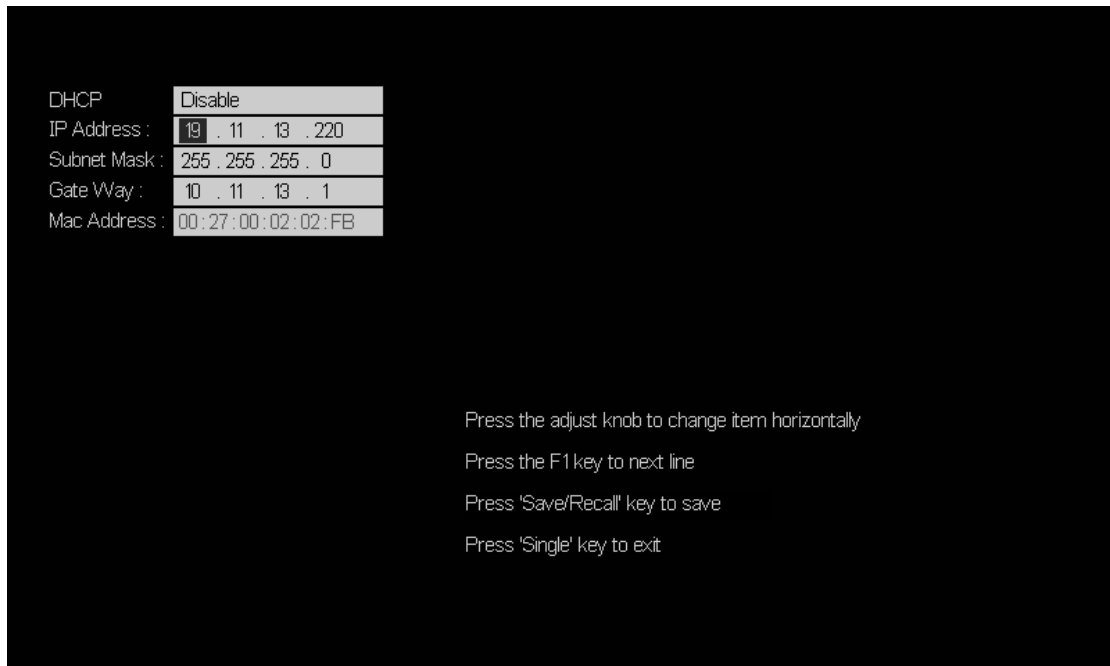 DHCP Disable
IP Address : 19 . 11 . 13 . 220
Subnet Mask : 255 . 255 . 255 . 0
Gate Way : 10 . 11 . 13 . 1
Mac Address : 00:27:00:02:02:FB
Press the adjust knob to change item horizontally
Press the F1 key to next line
Press 'Save/Recall' key to save
Press 'Single' key to exit